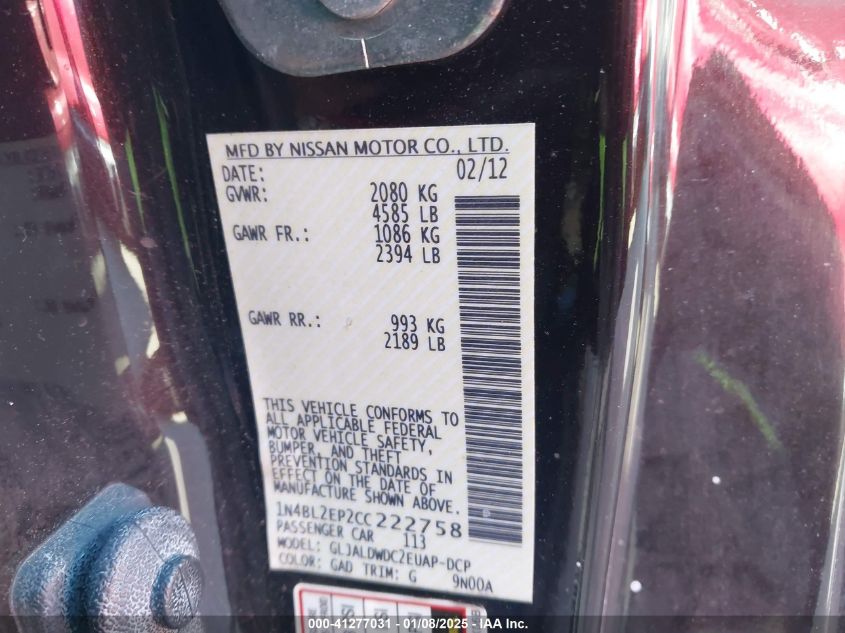 MFD BY NISSAN MOTOR CO., LTD.
DATE: 02/12
GVWR: 2080 KG
4585 LB
GAWR FR.: 1086 KG
2394 LB
GAWR RR.: 993 KG
2189 LB
THIS VEHICLE CONFORMS TO
ALL APPLICABLE FEDERAL
MOTOR VEHICLE SAFETY,
BUMPER, AND THEFT
PREVENTION STANDARDS IN
EFFECT ON THE DATE OF
MANUFACTURE SHOWN ABOVE.
1N4BL2EP2CC222758
PASSENGER CAR 113
MODEL: GLJALDWDC2EUAP-DCP
COLOR: GAD TRIM: G 9N00A
000-41277031 - 01/08/2025 - IAA Inc.